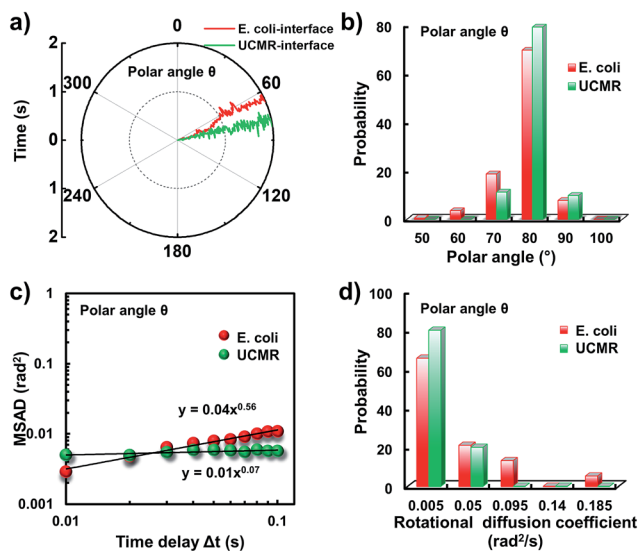 a)
0
E. coli-interface
UCMR-interface
Polar angle θ
2
1
0
1
2
Time (s)
300
60
240
120
180
b)
Polar angle θ
E. coli
UCMR
80
60
40
20
0
Probability
50 60 70 80 90 100
Polar angle (°)
c)
Polar angle θ
E. coli
UCMR
1
0.1
0.01
0.001
MSAD (rad²)
y = 0.04x^0.56
y = 0.01x^0.07
0.01 0.1
Time delay Δt (s)
d)
Polar angle θ
E. coli
UCMR
100
80
60
40
20
0
Probability
0.005 0.05 0.095 0.14 0.185
Rotational diffusion coefficient
(rad²/s)